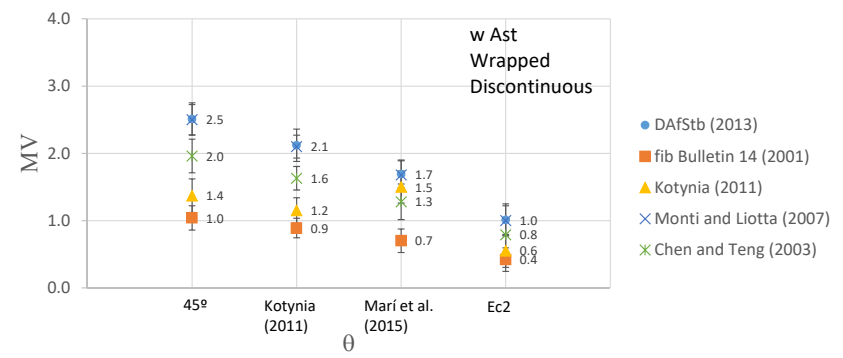 4.0
3.0
2.0
1.0
0.0
MV
w Ast
Wrapped
Discontinuous
2.5
2.0
1.4
1.0
2.1
1.6
1.2
0.9
1.7
1.5
1.3
0.7
1.0
0.8
0.6
0.4
45º
Kotynia
(2011)
Marí et al.
(2015)
Ec2
θ
DAfStb (2013)
fib Bulletin 14 (2001)
Kotynia (2011)
Monti and Liotta (2007)
Chen and Teng (2003)